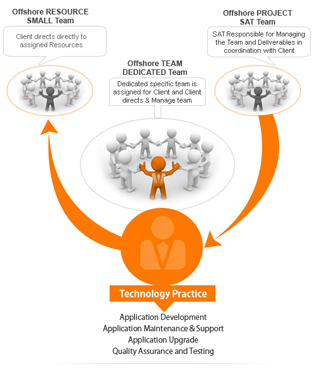 Offshore RESOURCE
SMALL Team
Client directs directly to
assigned Resources
Offshore TEAM
DEDICATED Team
Dedicated specific team is
assigned for Client and Client
directs & Manage team
Offshore PROJECT
SAT Team
SAT Responsible for Managing
the Team and Deliverables in
coordination with Client
Technology Practice
Application Development
Application Maintenance & Support
Application Upgrade
Quality Assurance and Testing